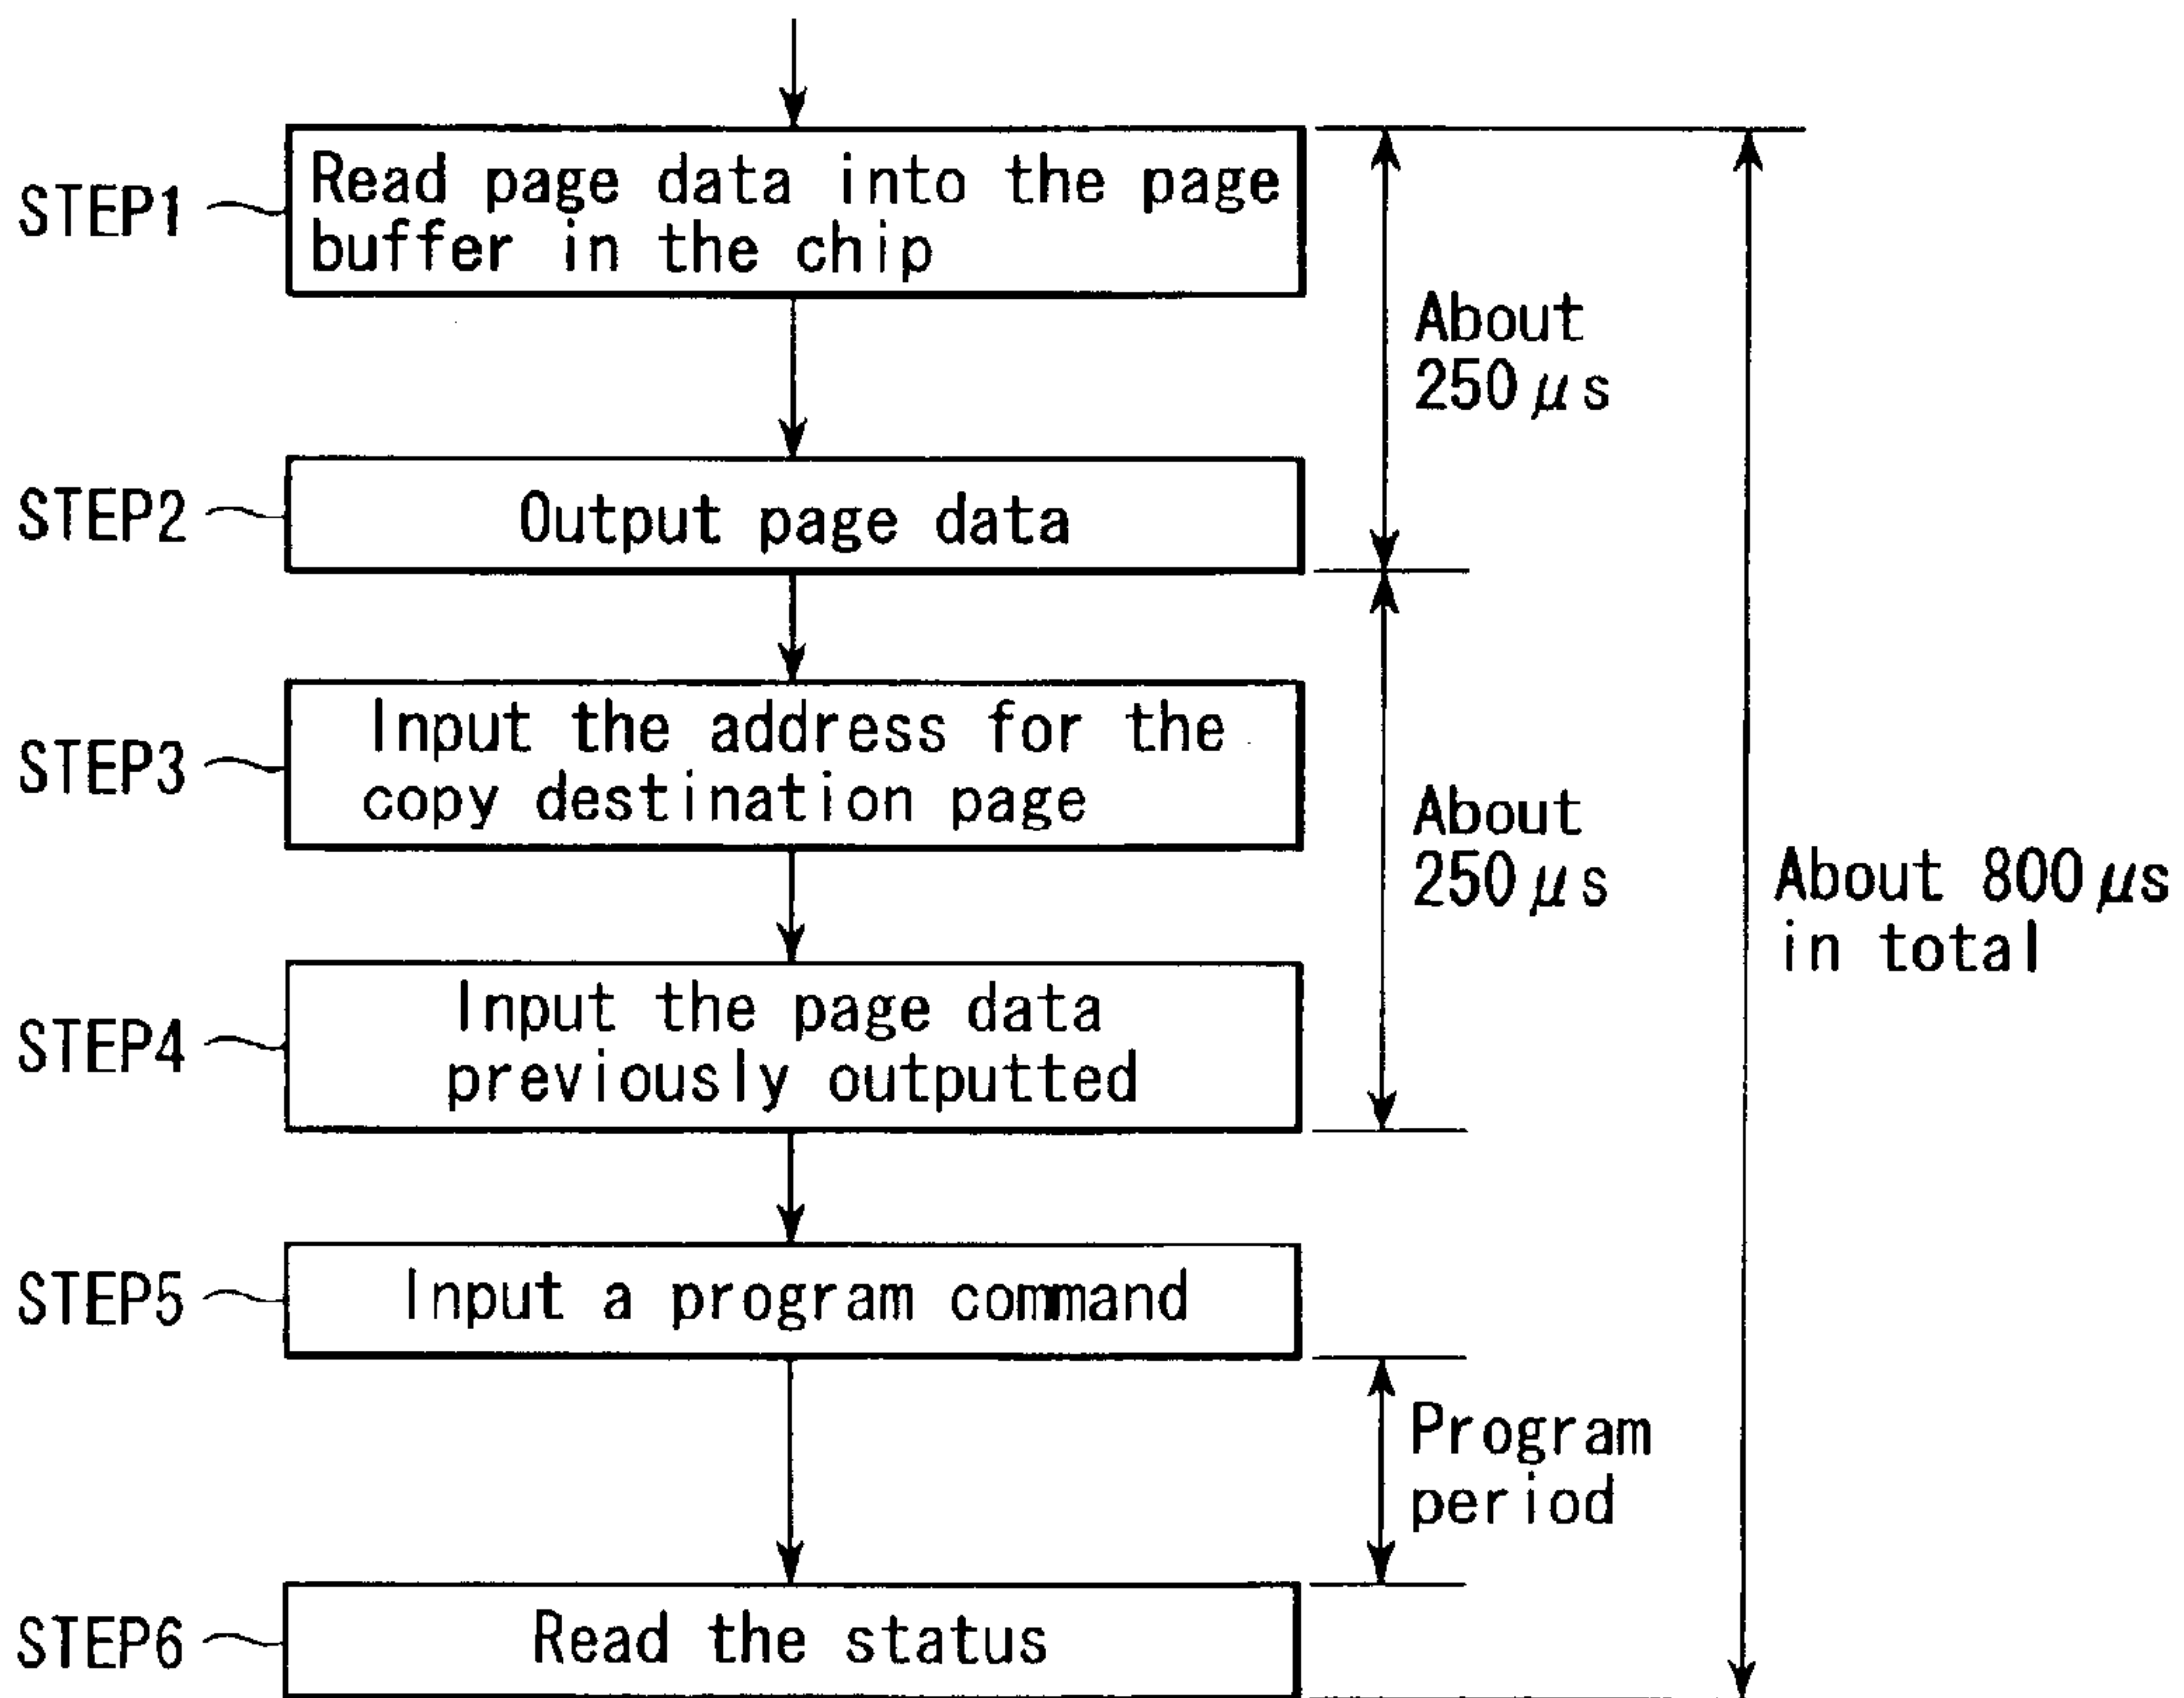 STEP1
Read page data into the page
buffer in the chip
About
250μs
STEP2
Output page data
STEP3
Input the address for the
copy destination page
About
250μs
About 800μs
in total
STEP4
Input the page data
previously outputted
STEP5
Input a program command
Program
period
STEP6
Read the status